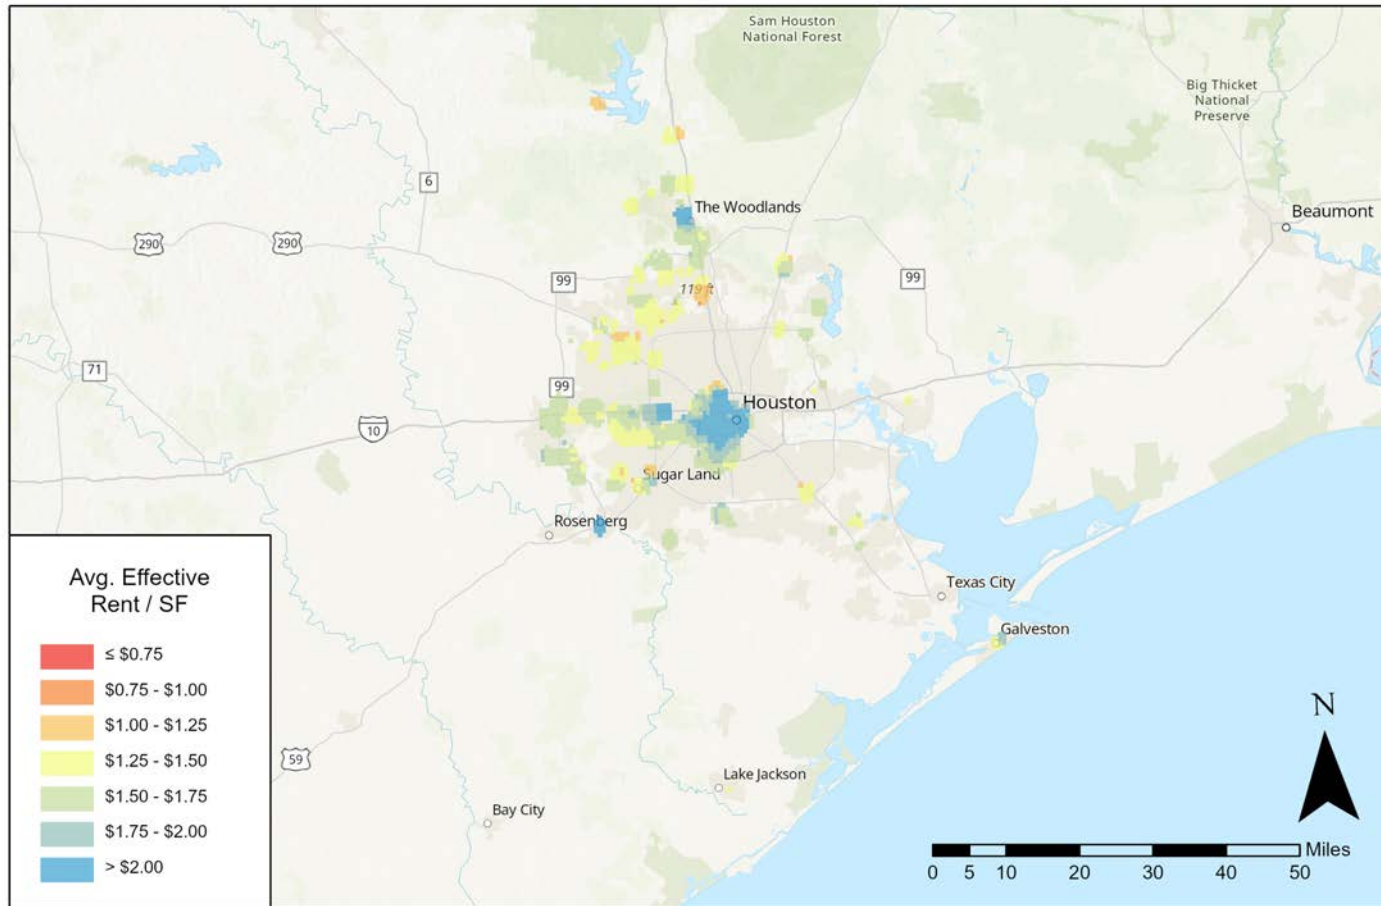 Sam Houston
National Forest
Big Thicket
National
Preserve
6
The Woodlands
Beaumont
290
290
99
119 ft
99
71
99
Houston
10
Sugar Land
Rosenberg
Avg. Effective
Rent / SF
≤ $0.75
$0.75 - $1.00
$1.00 - $1.25
$1.25 - $1.50
$1.50 - $1.75
$1.75 - $2.00
> $2.00
Texas City
Galveston
N
59
Lake Jackson
Bay City
Miles
0 5 10 20 30 40 50